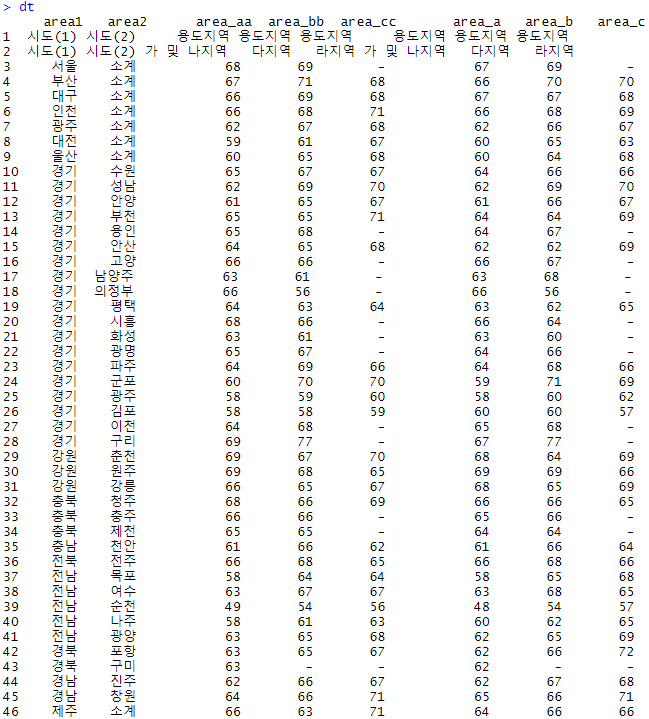 > dt
area1 area2 area_aa area_bb area_cc area_a area_b area_c
1 시도(1) 시도(2) 용도지역 용도지역 용도지역 용도지역 용도지역 용도지역
2 시도(1) 시도(2) 가 및 나지역 다지역 라지역 가 및 나지역 다지역 라지역
3 서울 소계 68 69 - 67 69 -
4 부산 소계 67 71 68 66 70 70
5 대구 소계 66 69 68 67 67 68
6 인천 소계 66 68 71 66 68 69
7 광주 소계 62 67 68 62 66 67
8 대전 소계 59 61 67 60 65 63
9 울산 소계 60 65 68 60 64 68
10 경기 수원 65 67 67 64 66 66
11 경기 성남 62 69 70 62 69 70
12 경기 안양 61 65 67 61 66 67
13 경기 부천 65 65 71 64 64 69
14 경기 용인 65 68 - 64 67 -
15 경기 안산 64 65 68 62 62 69
16 경기 고양 66 66 - 66 67 -
17 경기 남양주 63 61 - 63 68 -
18 경기 의정부 66 56 - 66 56 -
19 경기 평택 64 63 64 63 62 65
20 경기 시흥 68 66 - 66 64 -
21 경기 화성 63 61 - 63 60 -
22 경기 광명 65 67 - 64 66 -
23 경기 파주 64 69 66 64 68 66
24 경기 군포 60 70 70 59 71 69
25 경기 광주 58 59 60 58 60 62
26 경기 김포 58 58 59 60 60 57
27 경기 이천 64 68 - 65 68 -
28 경기 구리 69 77 - 67 77 -
29 강원 춘천 69 67 70 68 64 69
30 강원 원주 69 68 65 69 69 66
31 강원 강릉 66 65 67 68 65 69
32 충북 청주 68 66 69 66 66 65
33 충북 충주 66 66 - 65 66 -
34 충북 제천 65 65 - 64 64 -
35 충남 천안 61 66 62 61 66 64
36 전북 전주 66 68 65 66 68 66
37 전남 목포 58 64 64 58 65 68
38 전남 여수 63 67 67 63 68 65
39 전남 순천 49 54 56 48 54 57
40 전남 나주 58 61 63 60 62 65
41 전남 광양 63 65 68 62 65 69
42 경북 포항 63 65 67 62 66 72
43 경북 구미 63 - - 62 - -
44 경남 진주 62 66 67 62 67 68
45 경남 창원 64 66 71 65 66 71
46 제주 소계 66 63 71 64 66 66